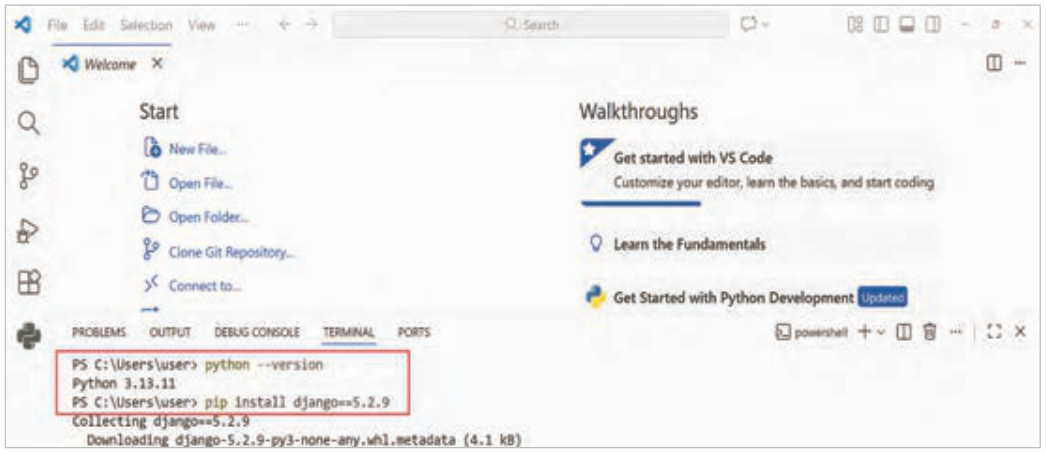 File Edit Selection View ... Search
Welcome
Start
New File...
Open File...
Open Folder...
Clone Git Repository...
Connect to...
Walkthroughs
Get started with VS Code
Customize your editor, learn the basics, and start coding
Learn the Fundamentals
Get Started with Python Development Updated
PROBLEMS OUTPUT DEBUG CONSOLE TERMINAL PORTS powershell
PS C:\Users\user> python --version
Python 3.13.11
PS C:\Users\user> pip install django==5.2.9
Collecting django==5.2.9
Downloading django-5.2.9-py3-none-any.whl.metadata (4.1 kB)